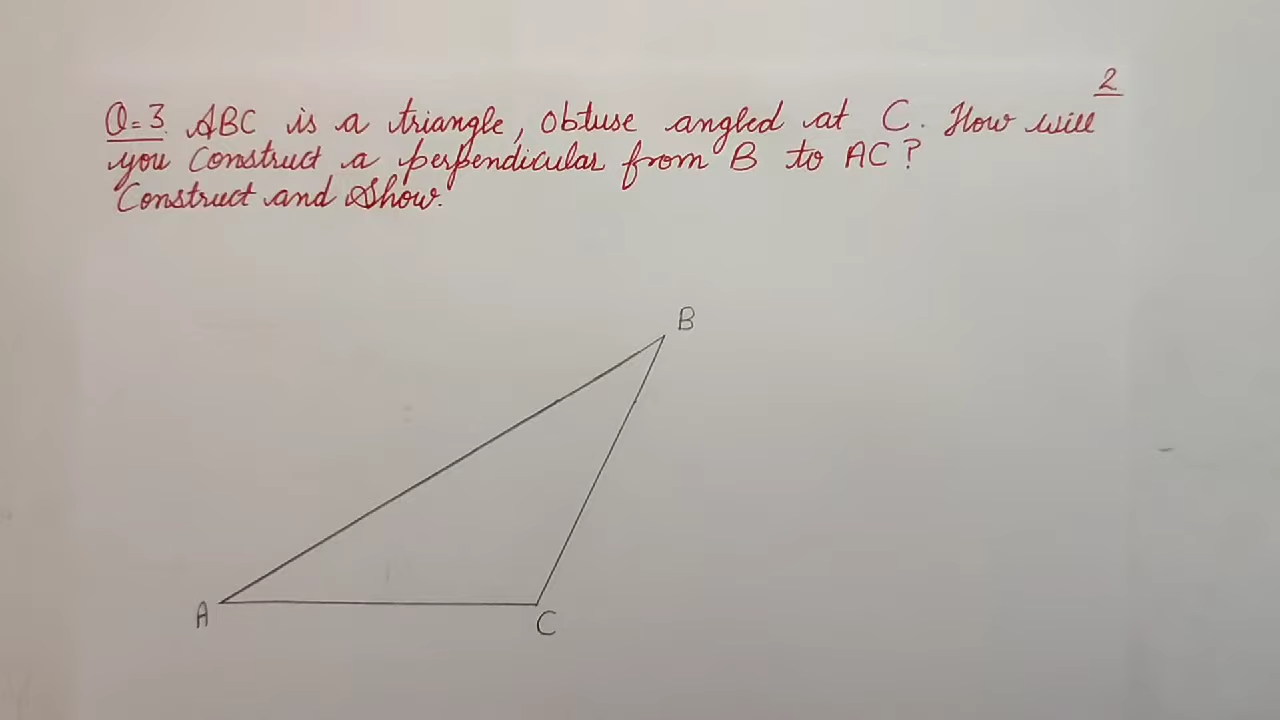 2
Q=3. ABC is a triangle, obtuse angled at C. How will
you Construct a perpendicular from B to AC?
Construct and Show.
B
A
C